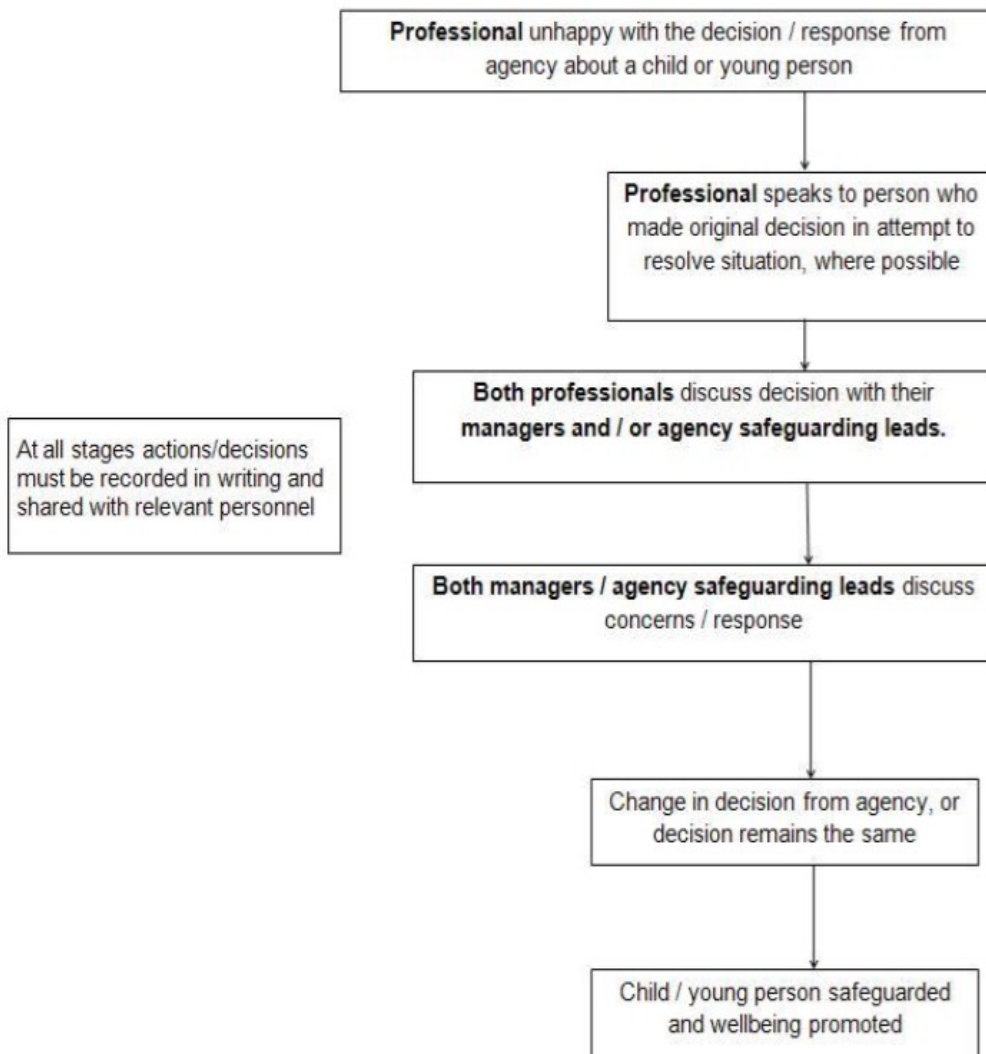 Professional unhappy with the decision / response from
agency about a child or young person
Professional speaks to person who
made original decision in attempt to
resolve situation, where possible
Both professionals discuss decision with their
managers and / or agency safeguarding leads.
At all stages actions/decisions
must be recorded in writing and
shared with relevant personnel
Both managers / agency safeguarding leads discuss
concerns / response
Change in decision from agency, or
decision remains the same
Child / young person safeguarded
and wellbeing promoted